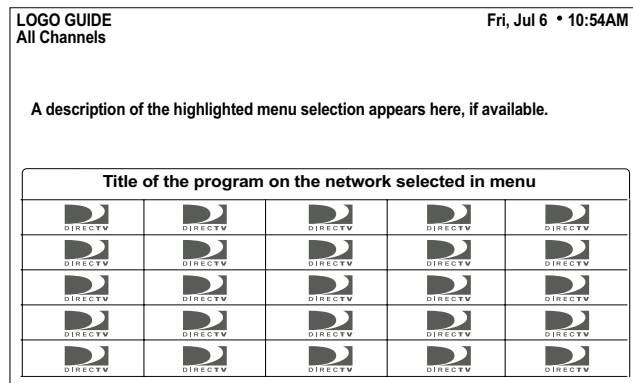 LOGO GUIDE
Fri, Jul 6 • 10:54AM
All Channels
A description of the highlighted menu selection appears here, if available.
Title of the program on the network selected in menu
DIRECTV DIRECTV DIRECTV DIRECTV DIRECTV
DIRECTV DIRECTV DIRECTV DIRECTV DIRECTV
DIRECTV DIRECTV DIRECTV DIRECTV DIRECTV
DIRECTV DIRECTV DIRECTV DIRECTV DIRECTV
DIRECTV DIRECTV DIRECTV DIRECTV DIRECTV